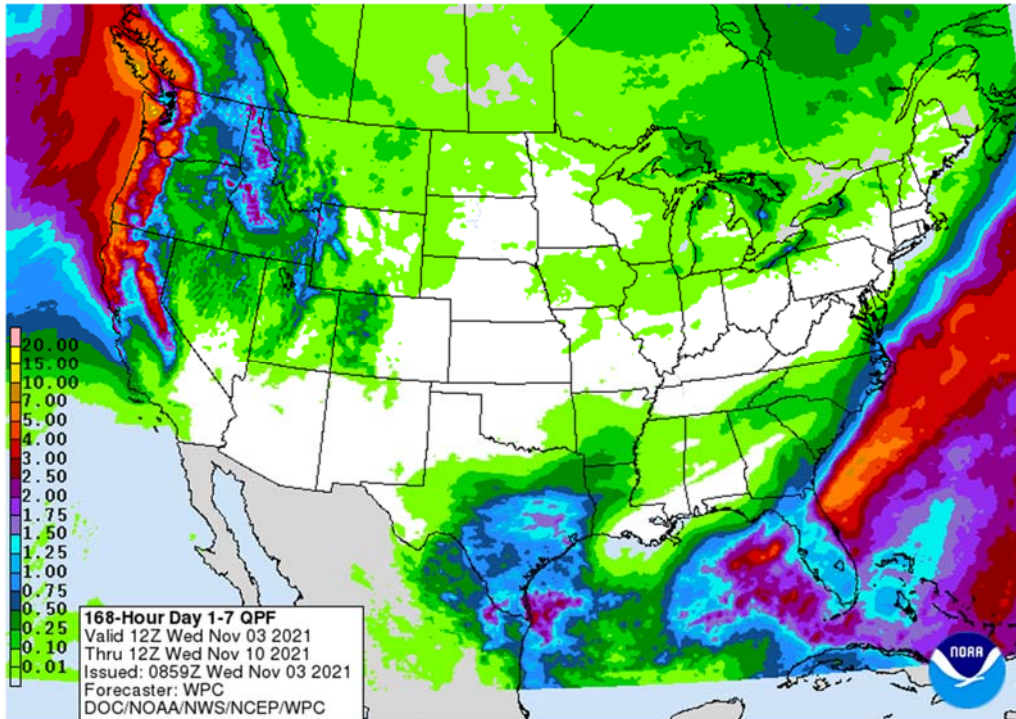 20.00
15.00
10.00
7.00
5.00
4.00
3.00
2.50
2.00
1.75
1.50
1.25
1.00
0.75
0.50
0.25
0.10
0.01
168-Hour Day 1-7 QPF
Valid 12Z Wed Nov 03 2021
Thru 12Z Wed Nov 10 2021
Issued: 0859Z Wed Nov 03 2021
Forecaster: WPC
DOC/NOAA/NWS/NCEP/WPC
NOAA